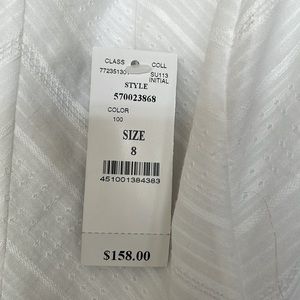 CLASS COLL
SU113
INITIAL
STYLE
570023868
COLOR
100
SIZE
8
451001384383
$158.00